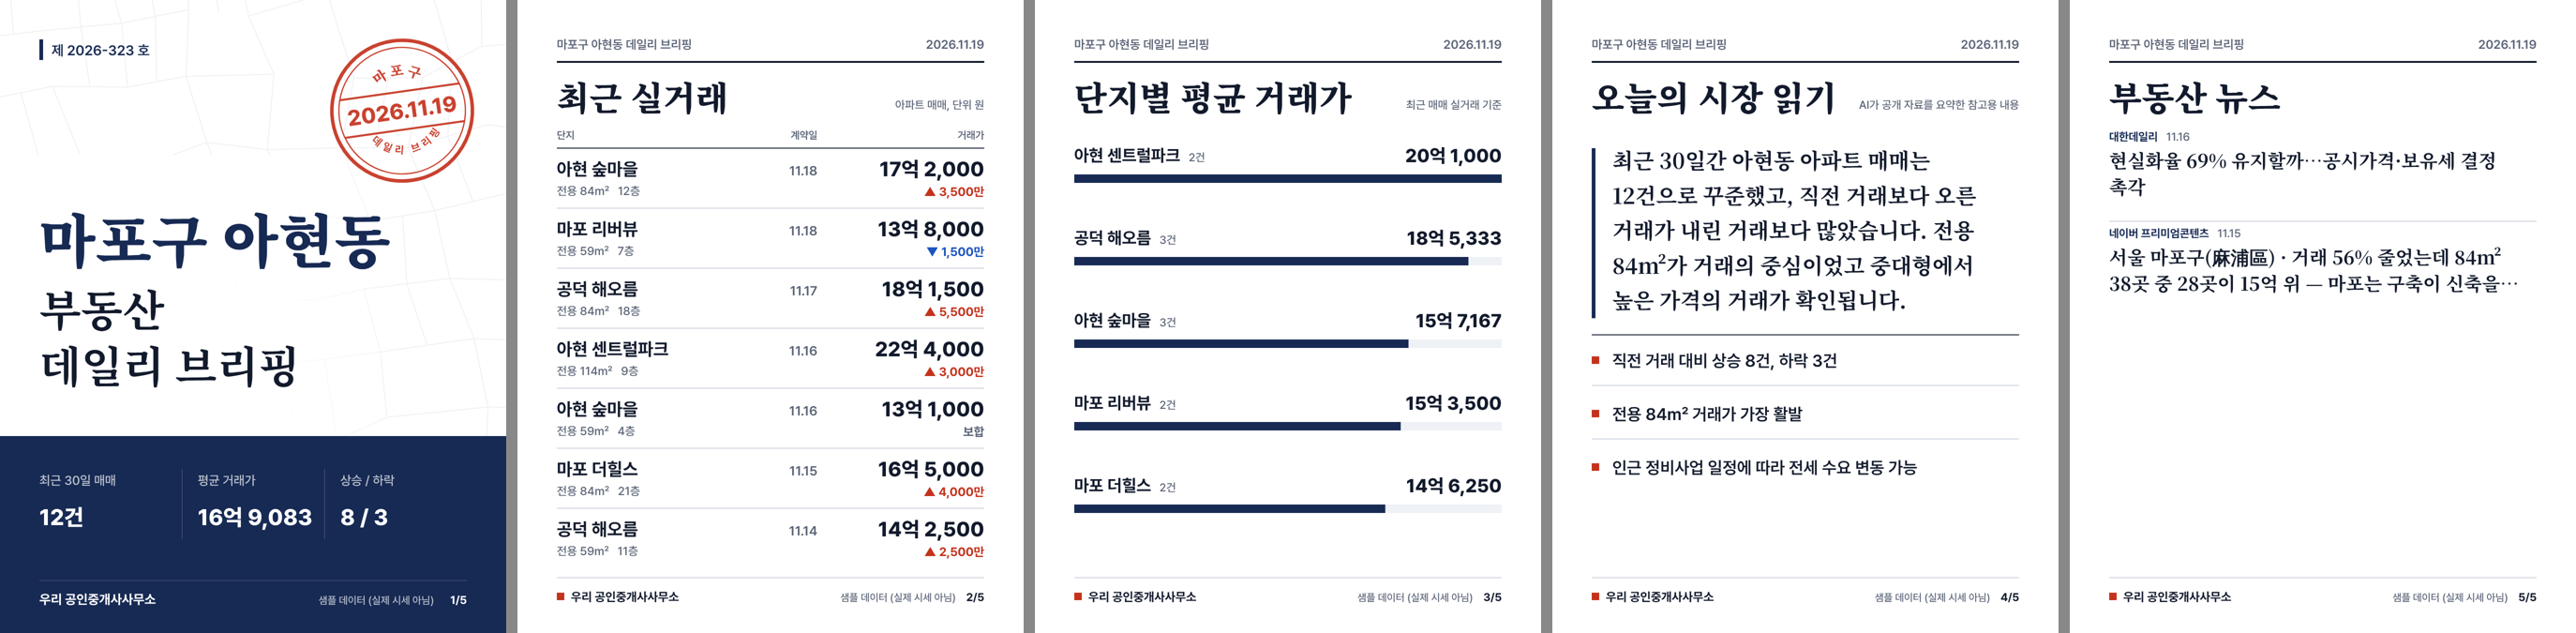 제 2026-323 호
마포구
2026.11.19
데일리 브리핑
마포구 아현동
부동산
데일리 브리핑
최근 30일 매매
12건
평균 거래가
16억 9,083
상승 / 하락
8 / 3
우리 공인중개사사무소
샘플 데이터 (실제 시세 아님) 1/5
마포구 아현동 데일리 브리핑 2026.11.19
최근 실거래 아파트 매매, 단위 원
단지 계약일 거래가
아현 숲마을 11.18 17억 2,000
전용 84m² 12층 ▲ 3,500만
마포 리버뷰 11.18 13억 8,000
전용 59m² 7층 ▼ 1,500만
공덕 해오름 11.17 18억 1,500
전용 84m² 18층 ▲ 5,500만
아현 센트럴파크 11.16 22억 4,000
전용 114m² 9층 ▲ 3,000만
아현 숲마을 11.16 13억 1,000
전용 59m² 4층 보합
마포 더힐스 11.15 16억 5,000
전용 84m² 21층 ▲ 4,000만
공덕 해오름 11.14 14억 2,500
전용 59m² 11층 ▲ 2,500만
우리 공인중개사사무소 샘플 데이터 (실제 시세 아님) 2/5
마포구 아현동 데일리 브리핑 2026.11.19
단지별 평균 거래가 최근 매매 실거래 기준
아현 센트럴파크 2건 20억 1,000
공덕 해오름 3건 18억 5,333
아현 숲마을 3건 15억 7,167
마포 리버뷰 2건 15억 3,500
마포 더힐스 2건 14억 6,250
우리 공인중개사사무소 샘플 데이터 (실제 시세 아님) 3/5
마포구 아현동 데일리 브리핑 2026.11.19
오늘의 시장 읽기 AI가 공개 자료를 요약한 참고용 내용
최근 30일간 아현동 아파트 매매는
12건으로 꾸준했고, 직전 거래보다 오른
거래가 내린 거래보다 많았습니다. 전용
84m²가 거래의 중심이었고 중대형에서
높은 가격의 거래가 확인됩니다.
직전 거래 대비 상승 8건, 하락 3건
전용 84m² 거래가 가장 활발
인근 정비사업 일정에 따라 전세 수요 변동 가능
우리 공인중개사사무소 샘플 데이터 (실제 시세 아님) 4/5
마포구 아현동 데일리 브리핑 2026.11.19
부동산 뉴스
대한데일리 11.16
현실화율 69% 유지할까…공시가격·보유세 결정
촉각
네이버 프리미엄콘텐츠 11.15
서울 마포구(麻浦區) · 거래 56% 줄었는데 84m²
38곳 중 28곳이 15억 위 — 마포는 구축이 신축을…
우리 공인중개사사무소 샘플 데이터 (실제 시세 아님) 5/5